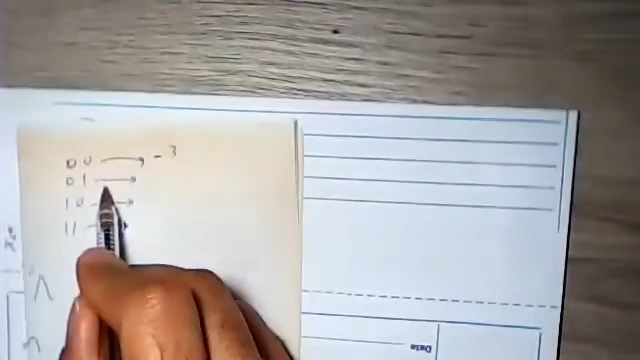 00 → -3
01 →
10 →
11 →
Date